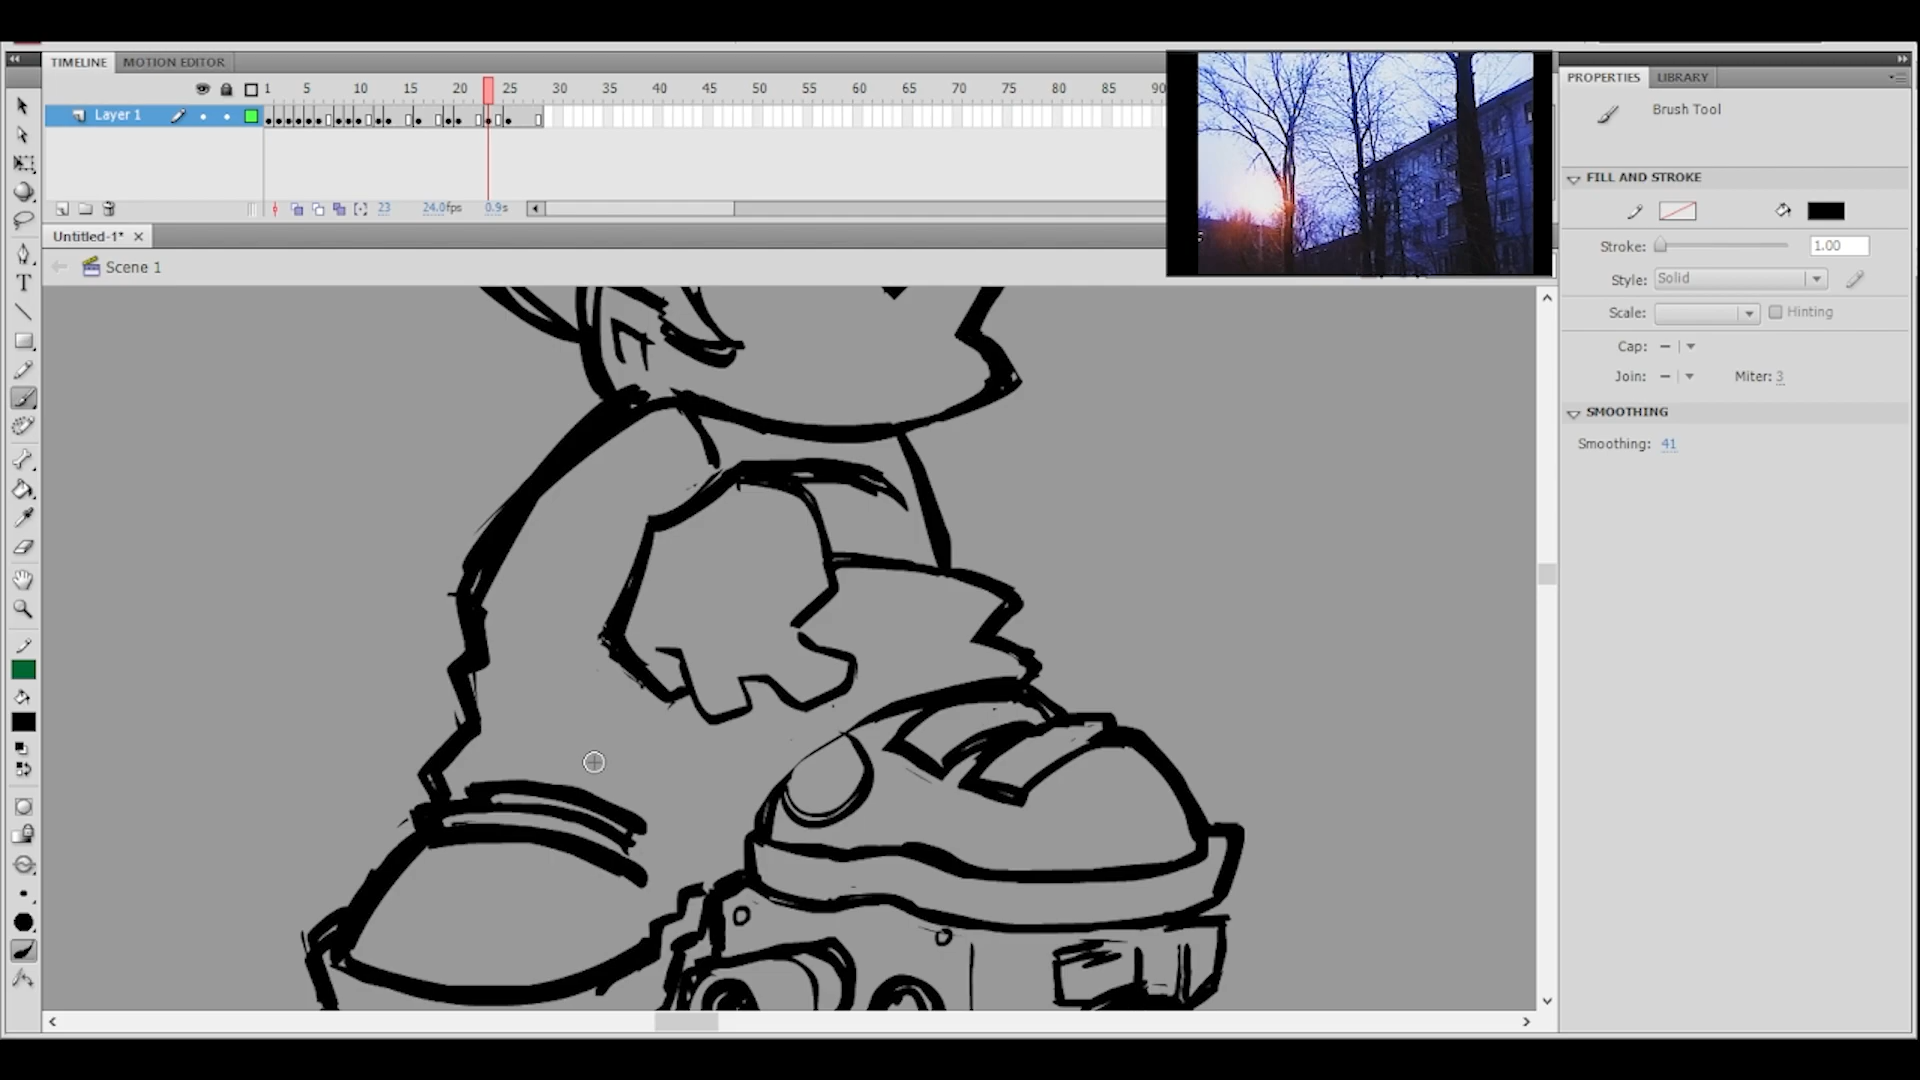 TIMELINE MOTION EDITOR
1 5 10 15 20 25 30 35 40 45 50 55 60 65 70 75 80 85 90
Layer 1
23 24.0fps 0.9s
Untitled-1*
Scene 1
PROPERTIES LIBRARY
Brush Tool
FILL AND STROKE
Stroke: 1.00
Style: Solid
Scale: Hinting
Cap:
Join: Miter: 3
SMOOTHING
Smoothing: 41